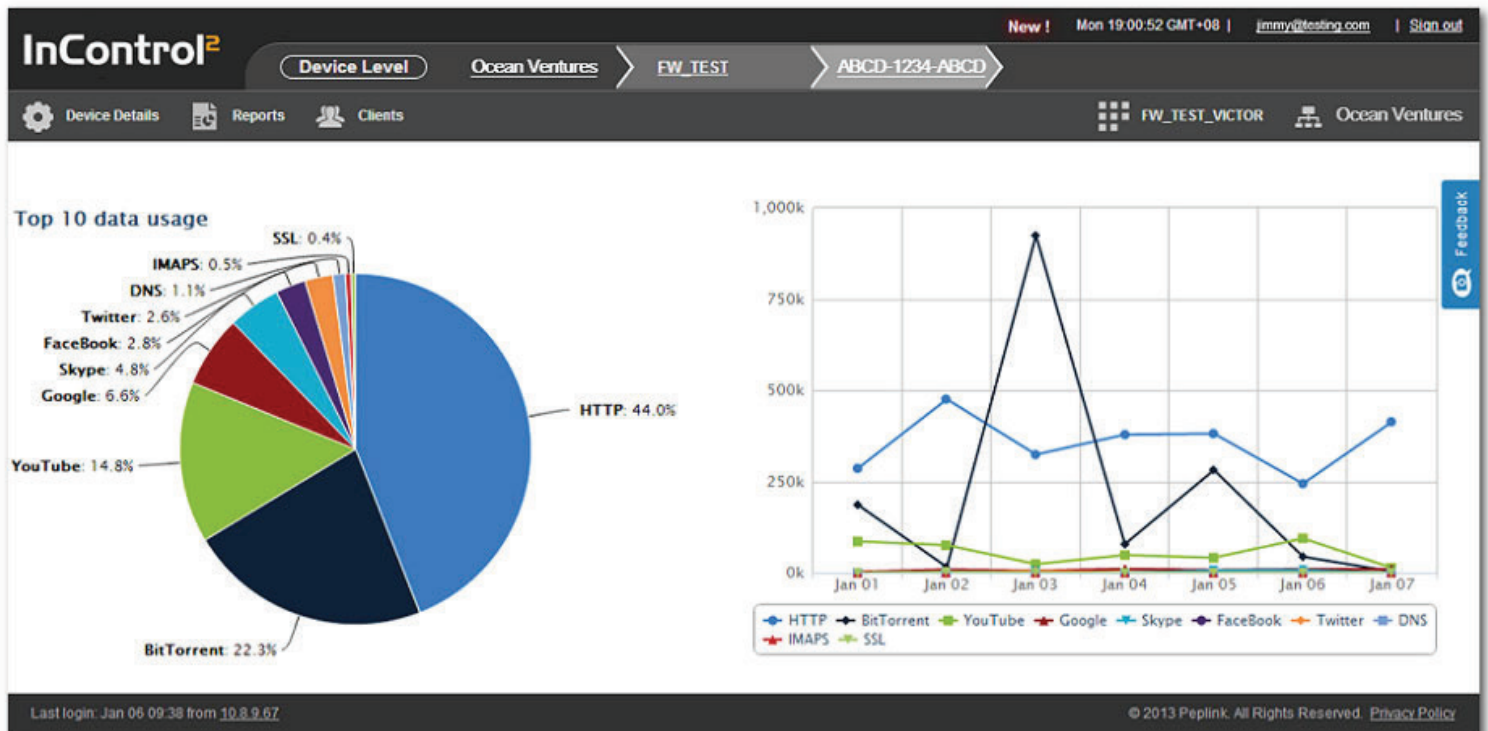 New ! Mon 19:00:52 GMT+08 | jimmy@testing.com | Sign out
InControl2
Device Level Ocean Ventures FW_TEST ABCD-1234-ABCD
Device Details Reports Clients FW_TEST_VICTOR Ocean Ventures
Feedback
Top 10 data usage
SSL: 0.4%
IMAPS: 0.5%
DNS: 1.1%
Twitter: 2.6%
FaceBook: 2.8%
Skype: 4.8%
Google: 6.6%
HTTP: 44.0%
YouTube: 14.8%
BitTorrent: 22.3%
1,000k
750k
500k
250k
0k
Jan 01 Jan 02 Jan 03 Jan 04 Jan 05 Jan 06 Jan 07
HTTP BitTorrent YouTube Google Skype FaceBook Twitter DNS
IMAPS SSL
Last login: Jan 06 09:38 from 10.8.9.67 © 2013 Peplink. All Rights Reserved. Privacy Policy